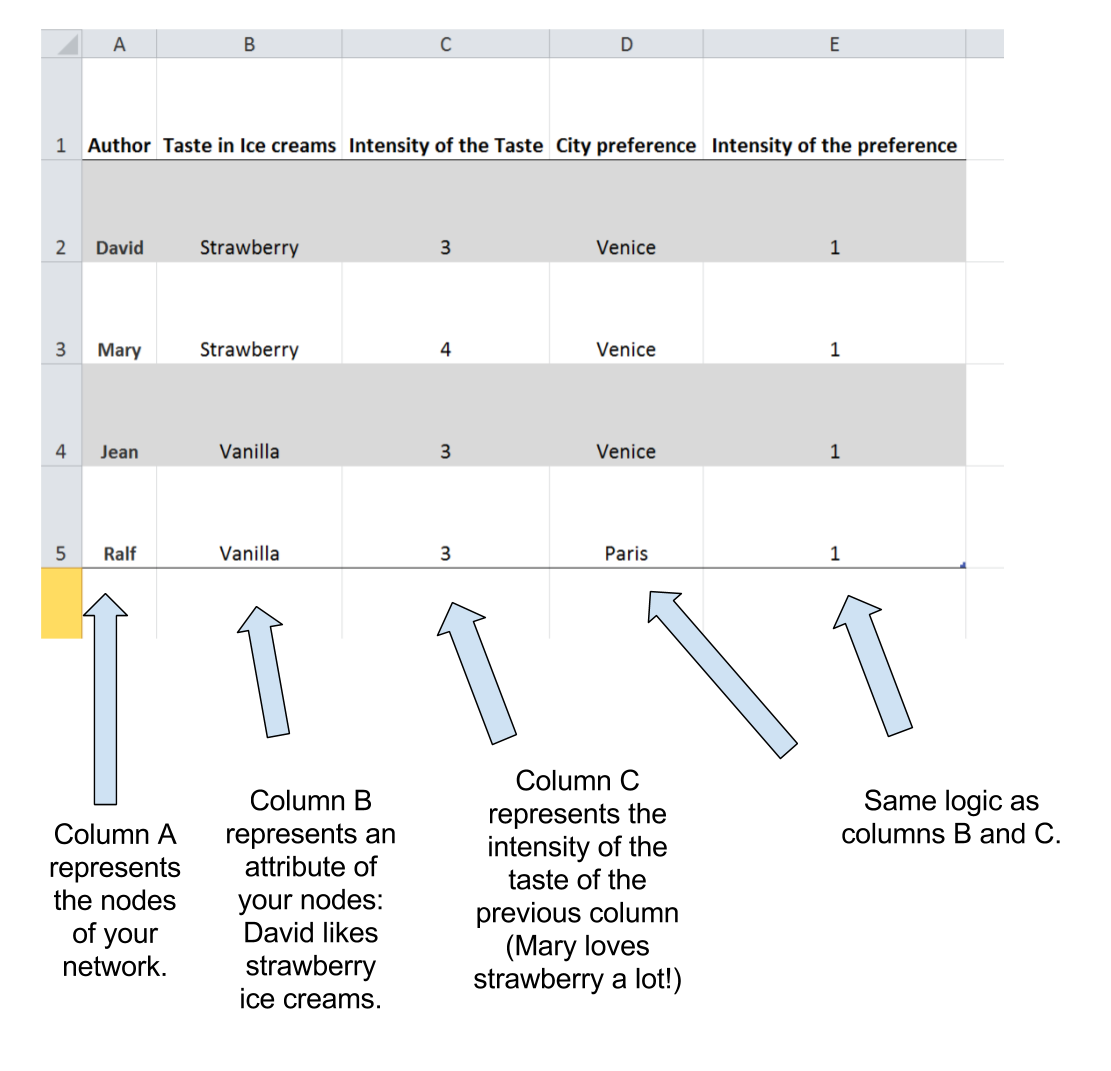 A B C D E
1 Author Taste in Ice creams Intensity of the Taste City preference Intensity of the preference
2 David Strawberry 3 Venice 1
3 Mary Strawberry 4 Venice 1
4 Jean Vanilla 3 Venice 1
5 Ralf Vanilla 3 Paris 1
Column A
represents
the nodes
of your
network.
Column B
represents an
attribute of
your nodes:
David likes
strawberry
ice creams.
Column C
represents the
intensity of the
taste of the
previous column
(Mary loves
strawberry a lot!)
Same logic as
columns B and C.